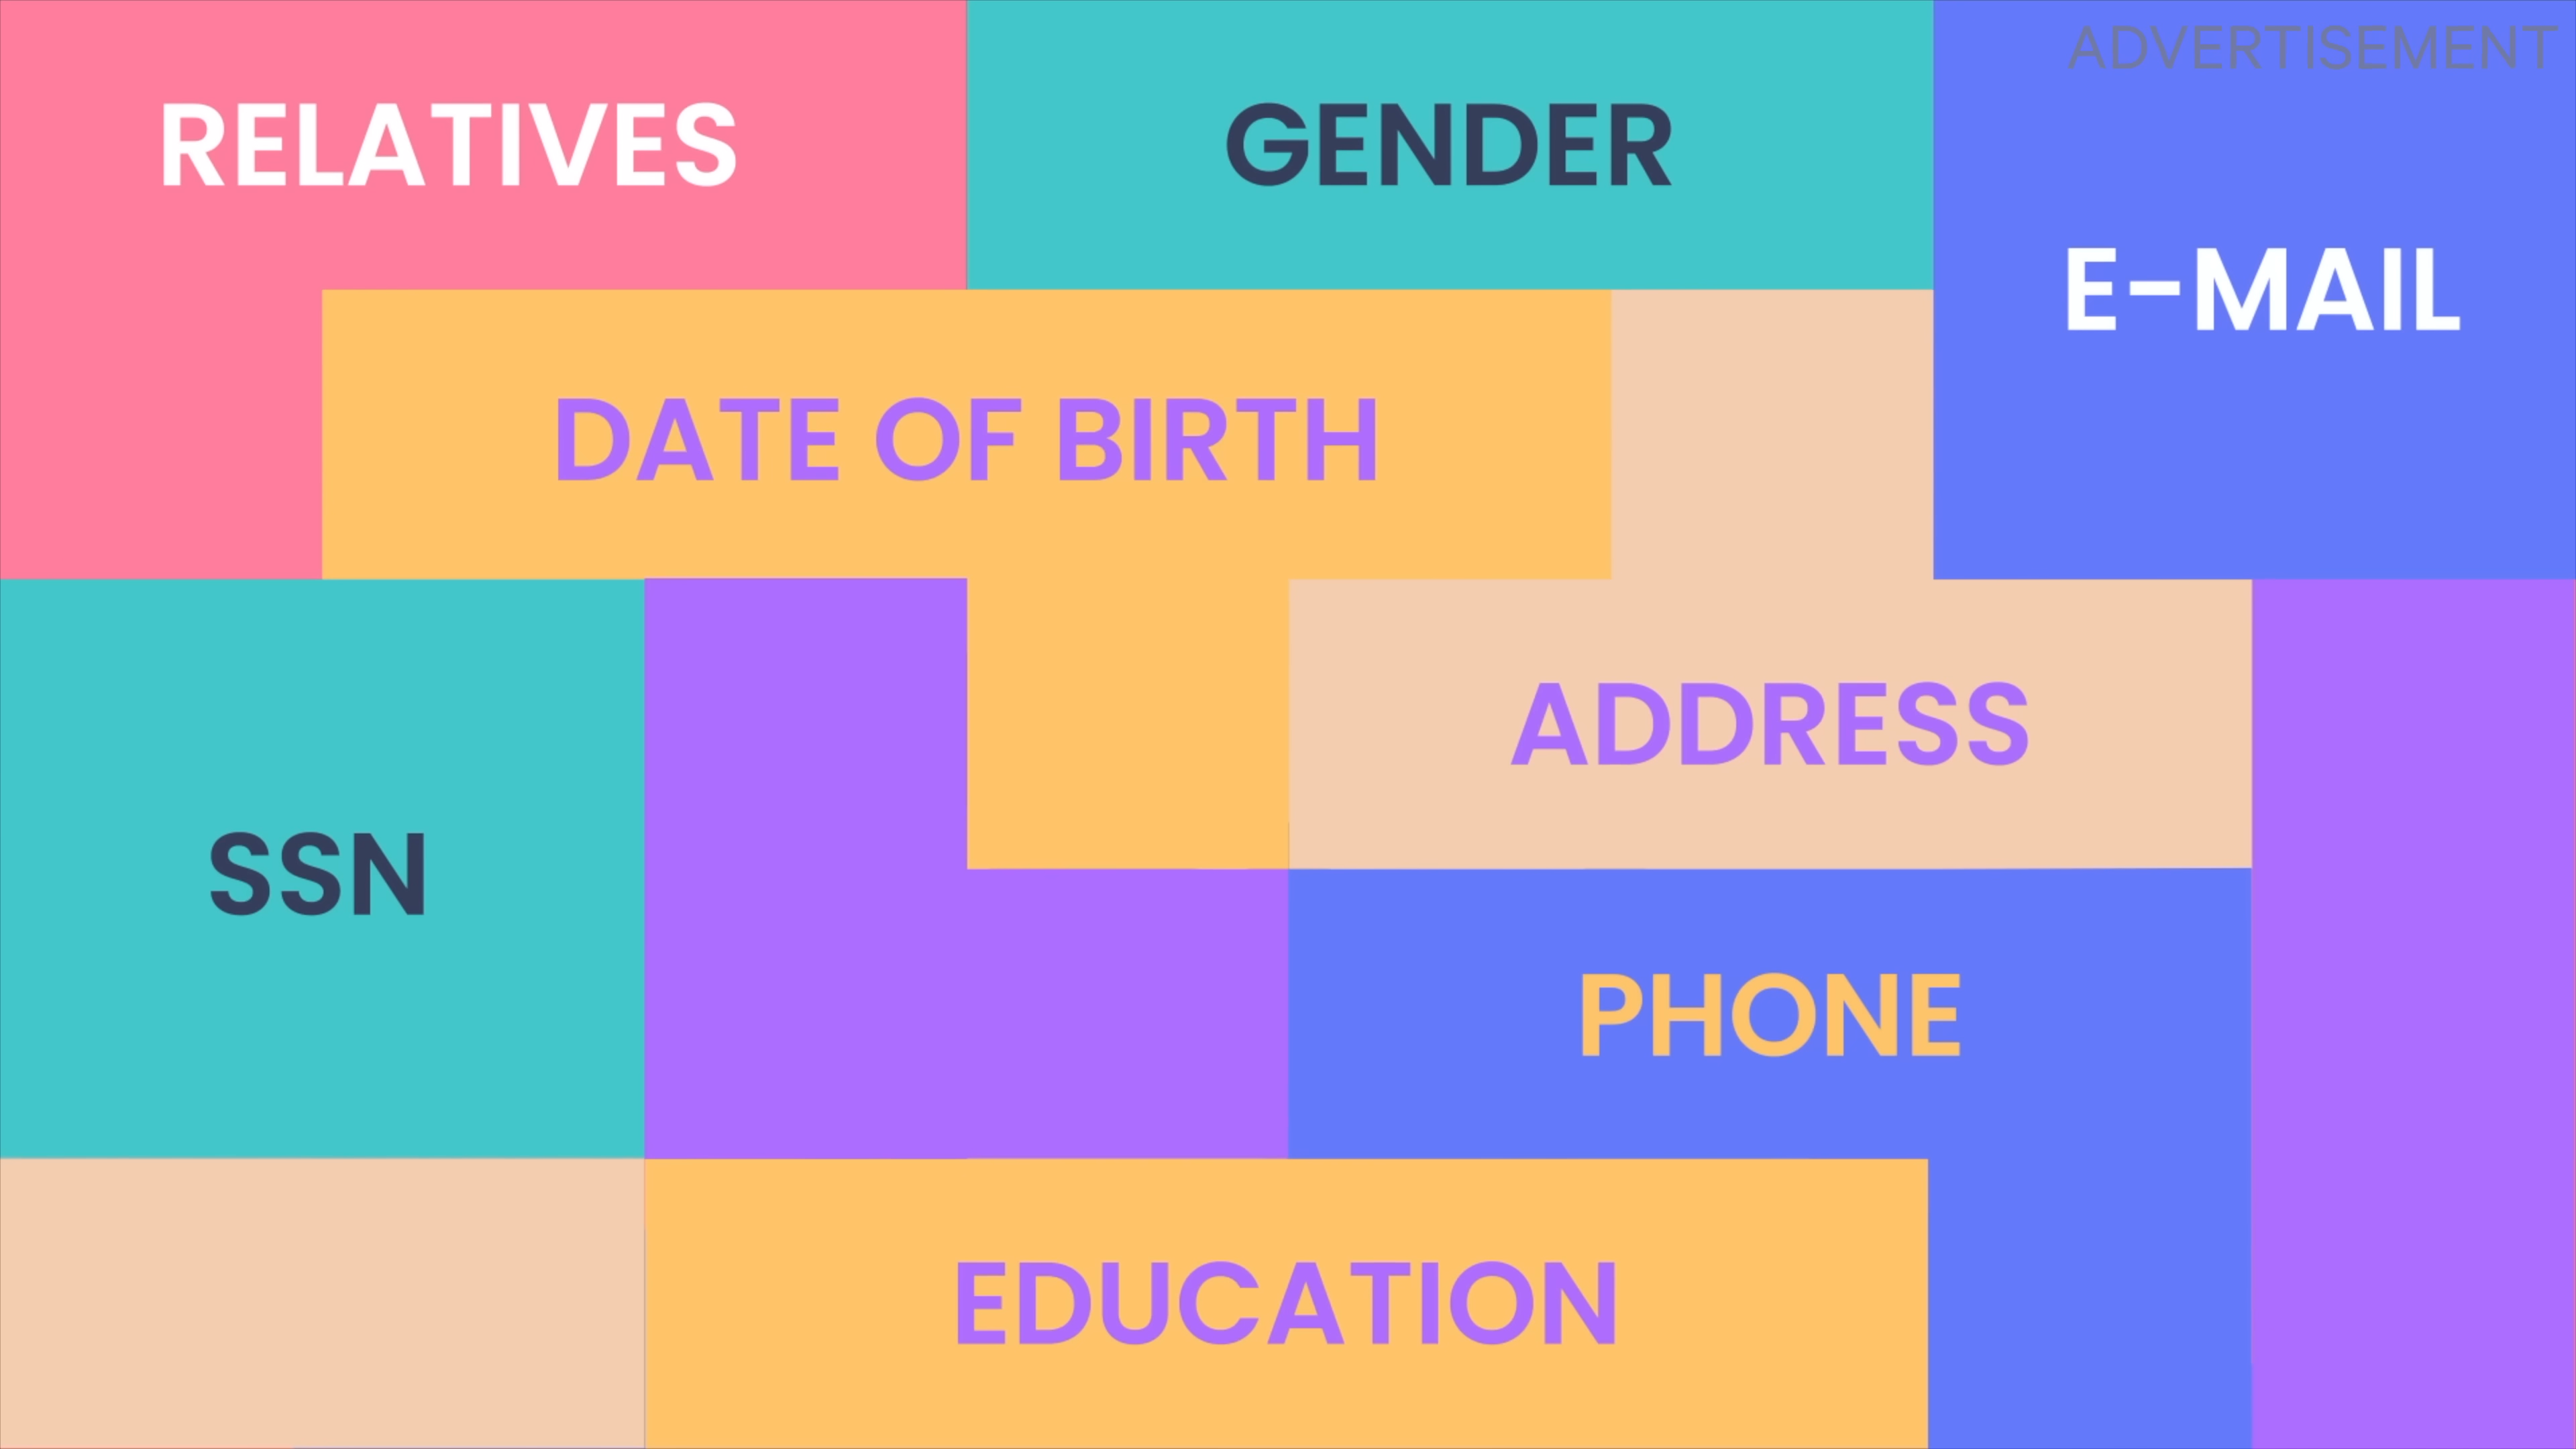 ADVERTISEMENT
RELATIVES
GENDER
E-MAIL
DATE OF BIRTH
ADDRESS
SSN
PHONE
EDUCATION